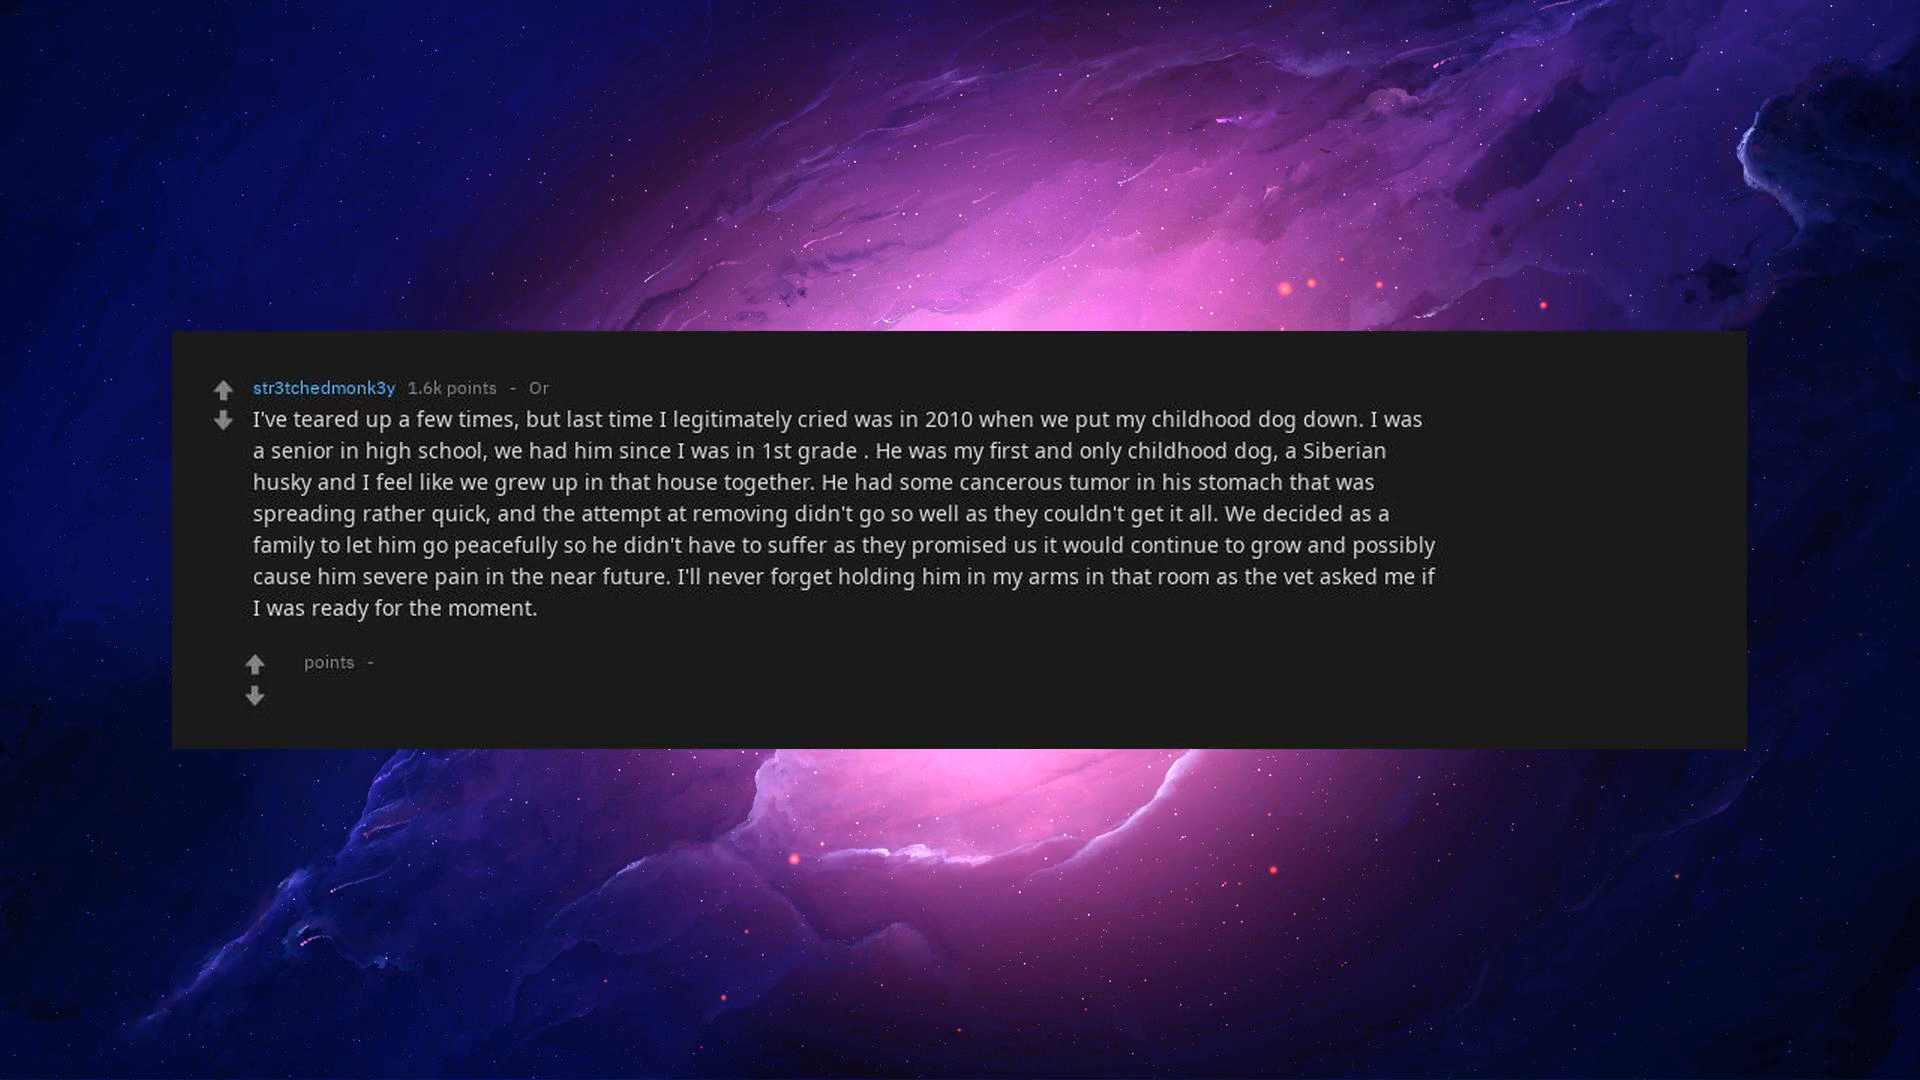 str3tchedmonk3y 1.6k points - Or
I've teared up a few times, but last time I legitimately cried was in 2010 when we put my childhood dog down. I was
a senior in high school, we had him since I was in 1st grade . He was my first and only childhood dog, a Siberian
husky and I feel like we grew up in that house together. He had some cancerous tumor in his stomach that was
spreading rather quick, and the attempt at removing didn't go so well as they couldn't get it all. We decided as a
family to let him go peacefully so he didn't have to suffer as they promised us it would continue to grow and possibly
cause him severe pain in the near future. I'll never forget holding him in my arms in that room as the vet asked me if
I was ready for the moment.
points -